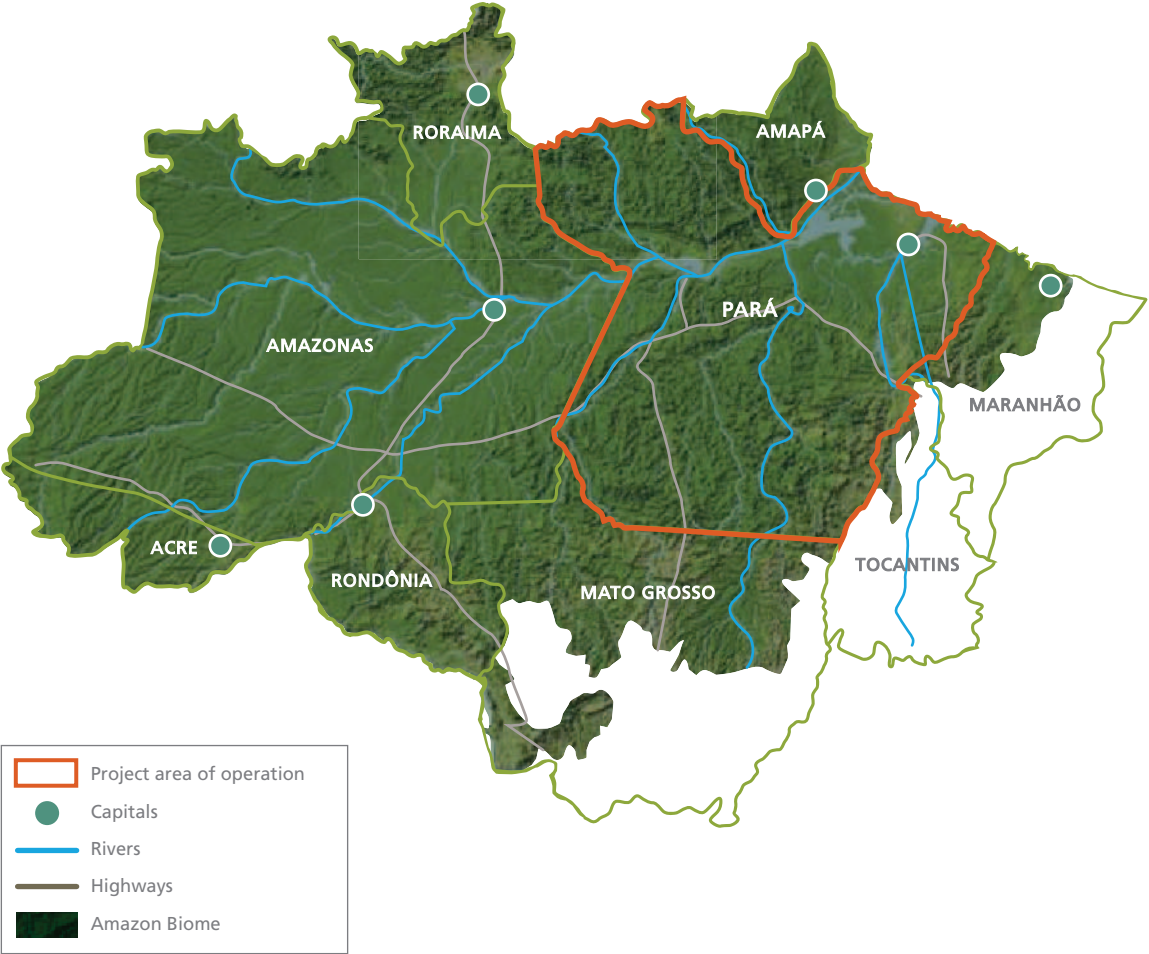 RORAIMA
AMAPÁ
PARÁ
AMAZONAS
MARANHÃO
ACRE
TOCANTINS
RONDÔNIA
MATO GROSSO
Project area of operation
Capitals
Rivers
Highways
Amazon Biome